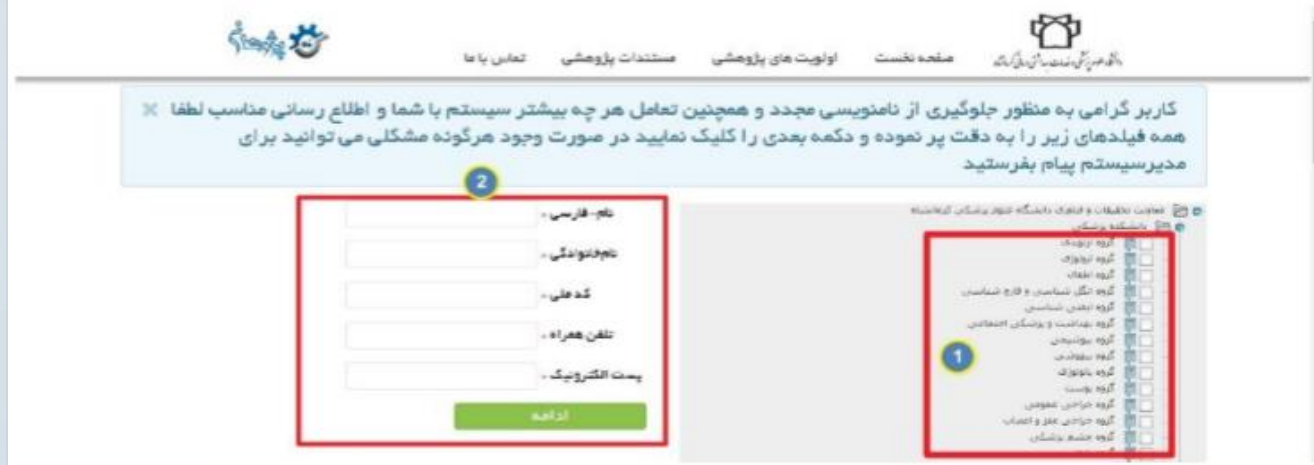 صفحه نخست
اولویت های پژوهشی
مستندات پژوهشی
تماس با ما
کاربر گرامی به منظور جلوگیری از نامنویسی مجدد و همچنین تعامل هر چه بیشتر سیستم با شما و اطلاع رسانی مناسب لطفا
همه فیلدهای زیر را به دقت پر نموده و دکمه بعدی را کلیک نمایید در صورت وجود هرگونه مشکلی می توانید برای
مدیرسیستم پیام بفرستید
معاونت تحقیقات و فناوری دانشگاه علوم پزشکی کرمانشاه
دانشکده پزشکی
گروه ارتوپدی
گروه اورولوژی
گروه اطفال
گروه انگل شناسی و قارچ شناسی
گروه ایمنی شناسی
گروه بهداشت و پزشکی اجتماعی
گروه بیوشیمی
گروه بیهوشی
گروه پاتولوژی
گروه پوست
گروه جراحی عمومی
گروه جراحی مغز و اعصاب
گروه چشم پزشکی
1
2
نام-فارسی
نام‌خانوادگی
کد ملی
تلفن همراه
پست الکترونیک
ادامه